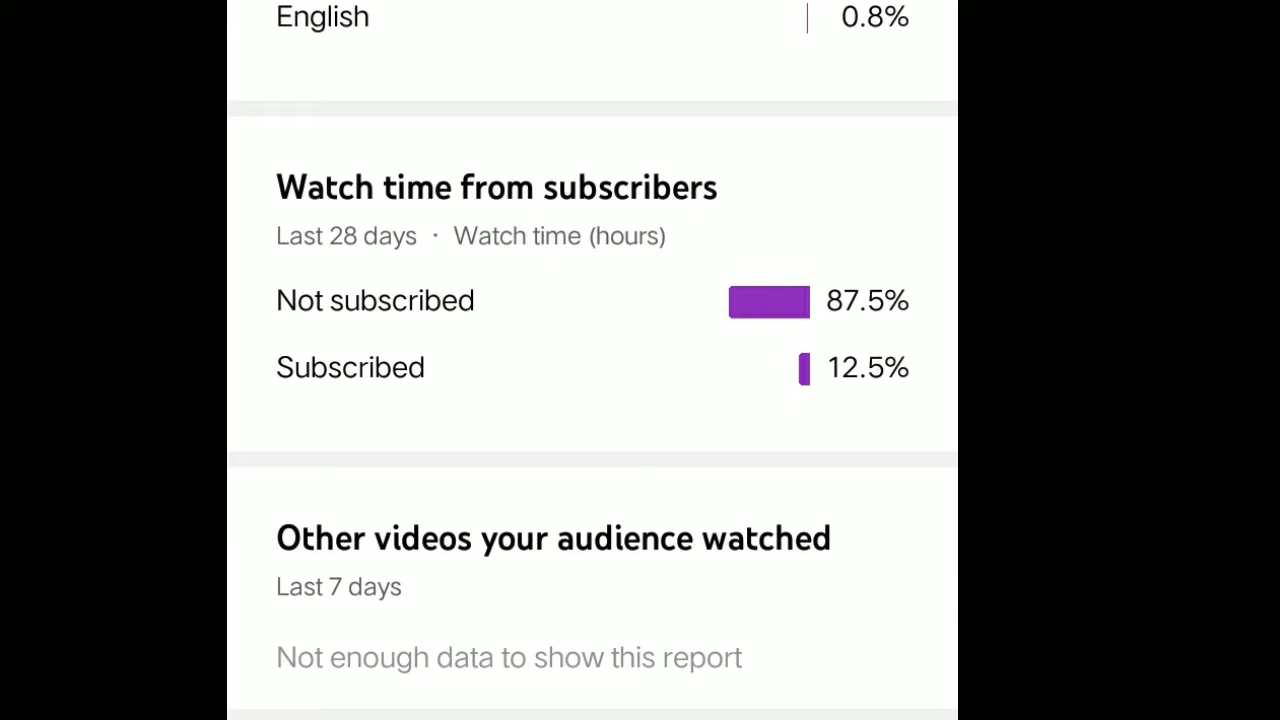 English 0.8%
Watch time from subscribers
Last 28 days · Watch time (hours)
Not subscribed 87.5%
Subscribed 12.5%
Other videos your audience watched
Last 7 days
Not enough data to show this report